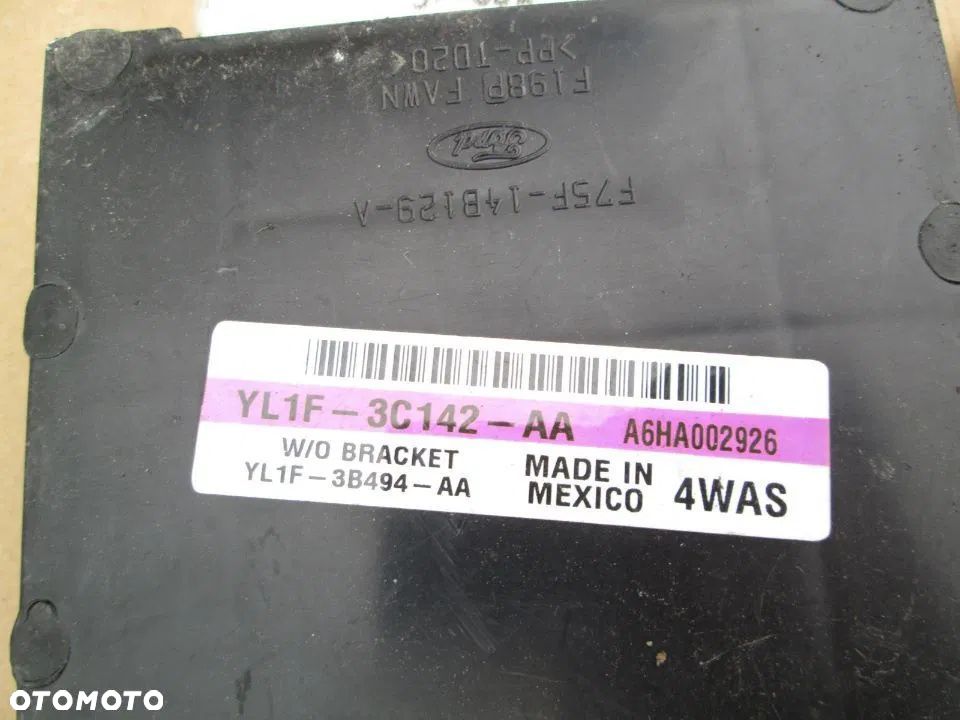 >PP-TD20<
F198P FAWN
Ford
F75F-14B129-A
YL1F-3C142-AA A6HA002926
W/O BRACKET
YL1F-3B494-AA
MADE IN
MEXICO
4WAS
OTOMOTO